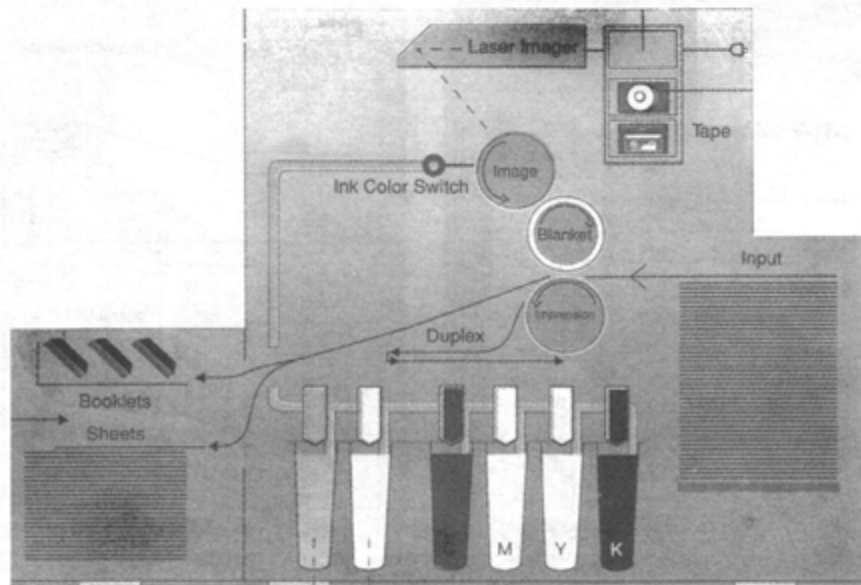 Laser Imager
Tape
Image
Ink Color Switch
Blanket
Input
Impression
Duplex
Booklets
Sheets
C M Y K